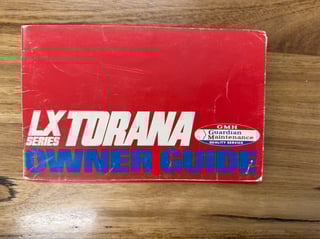 LX TORANA
SERIES
GMH
Guardian
Maintenance
QUALITY SERVICE
OWNER GUIDE